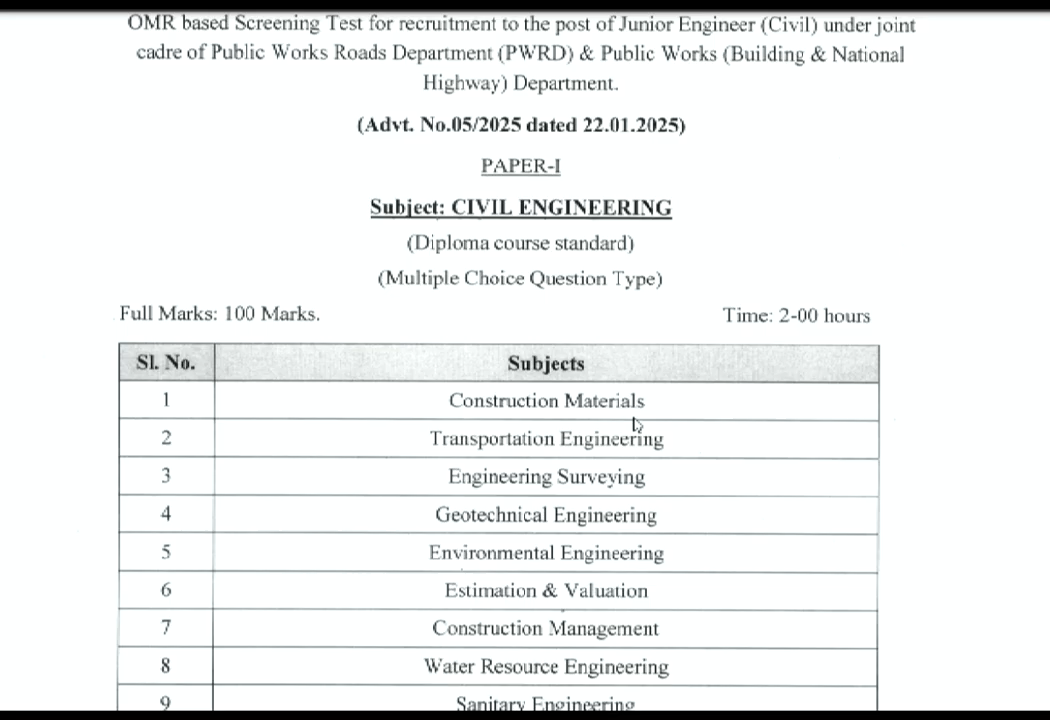 OMR based Screening Test for recruitment to the post of Junior Engineer (Civil) under joint
cadre of Public Works Roads Department (PWRD) & Public Works (Building & National
Highway) Department.
(Advt. No.05/2025 dated 22.01.2025)
PAPER-I
Subject: CIVIL ENGINEERING
(Diploma course standard)
(Multiple Choice Question Type)
Full Marks: 100 Marks. Time: 2-00 hours
Sl. No. Subjects
1 Construction Materials
2 Transportation Engineering
3 Engineering Surveying
4 Geotechnical Engineering
5 Environmental Engineering
6 Estimation & Valuation
7 Construction Management
8 Water Resource Engineering
9 Sanitary Engineering